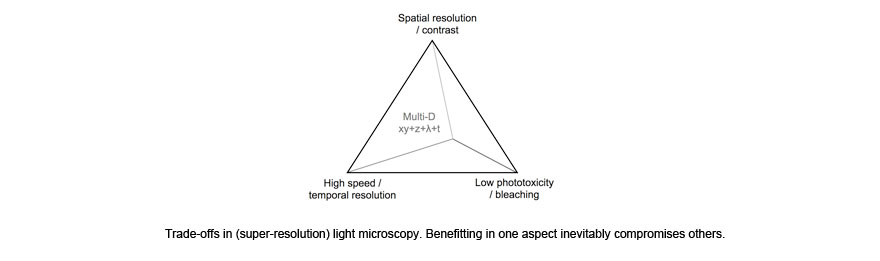 Spatial resolution
/ contrast
Multi-D
xy+z+λ+t
High speed /
temporal resolution
Low phototoxicity
/ bleaching
Trade-offs in (super-resolution) light microscopy. Benefitting in one aspect inevitably compromises others.